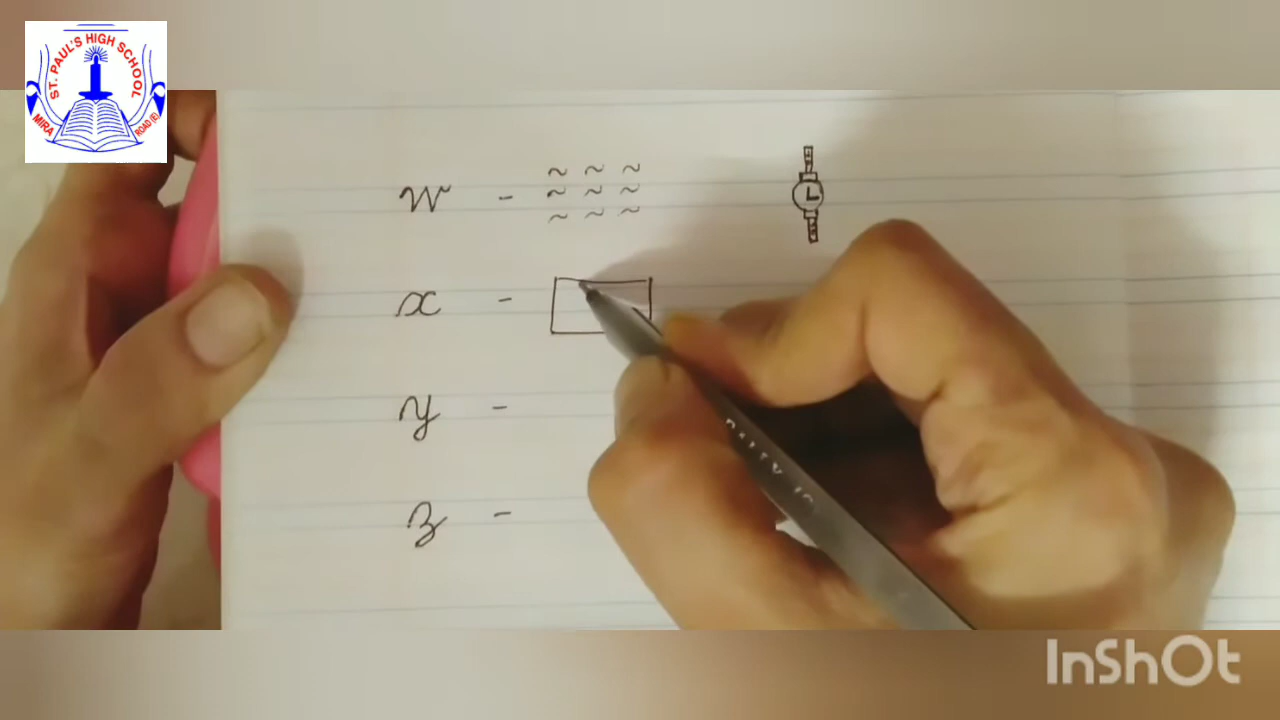 ST. PAUL'S HIGH SCHOOL
MIRA ROAD (E)
w -
x -
y -
z -
InShOt